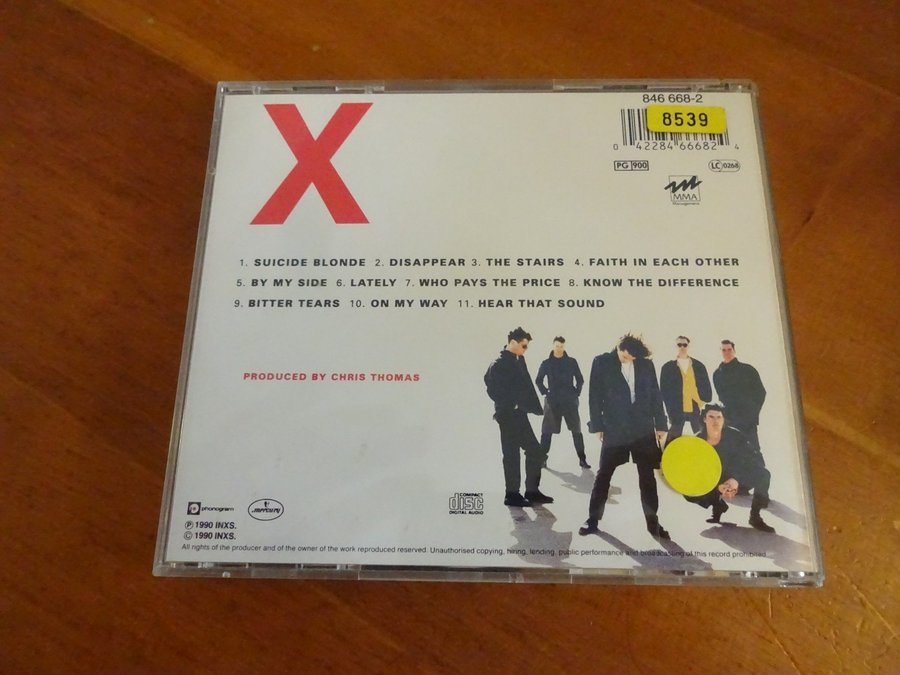 X
846 668-2
8539
0 42284 66682 4
PG 900
LC 0268
MMA
Management
1. SUICIDE BLONDE 2. DISAPPEAR 3. THE STAIRS 4. FAITH IN EACH OTHER
5. BY MY SIDE 6. LATELY 7. WHO PAYS THE PRICE 8. KNOW THE DIFFERENCE
9. BITTER TEARS 10. ON MY WAY 11. HEAR THAT SOUND
PRODUCED BY CHRIS THOMAS
phonogram
mercury
COMPACT
disc
DIGITAL AUDIO
℗ 1990 INXS.
© 1990 INXS.
All rights of the producer and of the owner of the work reproduced reserved. Unauthorised copying, hiring, lending, public performance and broadcasting of this record prohibited.